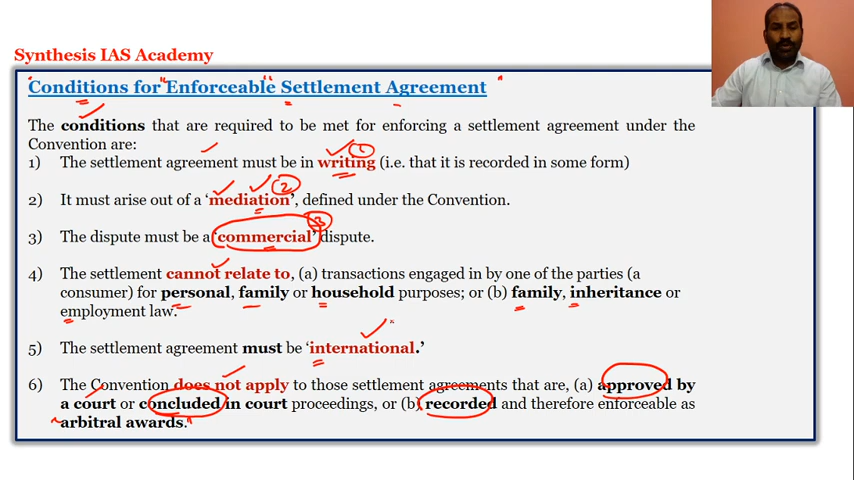 Synthesis IAS Academy
Conditions for "Enforceable" Settlement Agreement
The conditions that are required to be met for enforcing a settlement agreement under the
Convention are:
1) The settlement agreement must be in writing (i.e. that it is recorded in some form)
2) It must arise out of a ‘mediation’, defined under the Convention.
3) The dispute must be a ‘commercial’ dispute.
4) The settlement cannot relate to, (a) transactions engaged in by one of the parties (a
consumer) for personal, family or household purposes; or (b) family, inheritance or
employment law.
5) The settlement agreement must be ‘international.’
6) The Convention does not apply to those settlement agreements that are, (a) approved by
a court or concluded in court proceedings, or (b) recorded and therefore enforceable as
"arbitral awards."